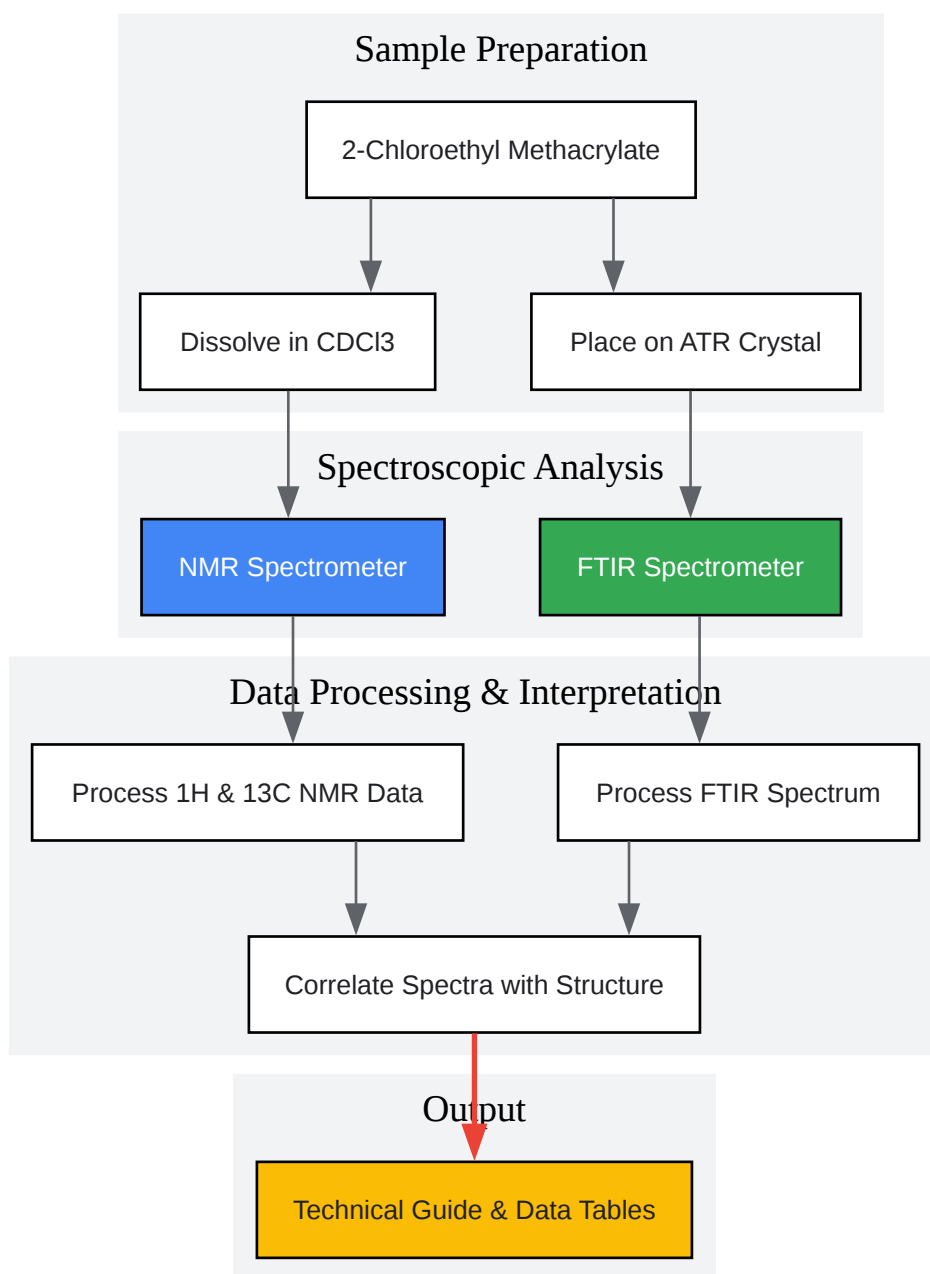 Sample Preparation
2-Chloroethyl Methacrylate
Dissolve in CDCl3
Place on ATR Crystal
Spectroscopic Analysis
NMR Spectrometer
FTIR Spectrometer
Data Processing & Interpretation
Process 1H & 13C NMR Data
Process FTIR Spectrum
Correlate Spectra with Structure
Output
Technical Guide & Data Tables